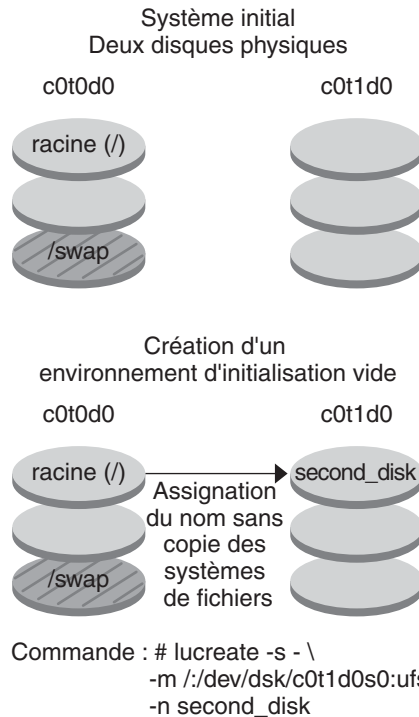 Système initial
Deux disques physiques
c0t0d0 c0t1d0
racine (/)
/swap
Création d'un
environnement d'initialisation vide
c0t0d0 c0t1d0
racine (/) second_disk
Assignation
du nom sans
copie des
systèmes
/swap
de fichiers
Commande : # lucreate -s - \
-m /:/dev/dsk/c0t1d0s0:ufs
-n second_disk